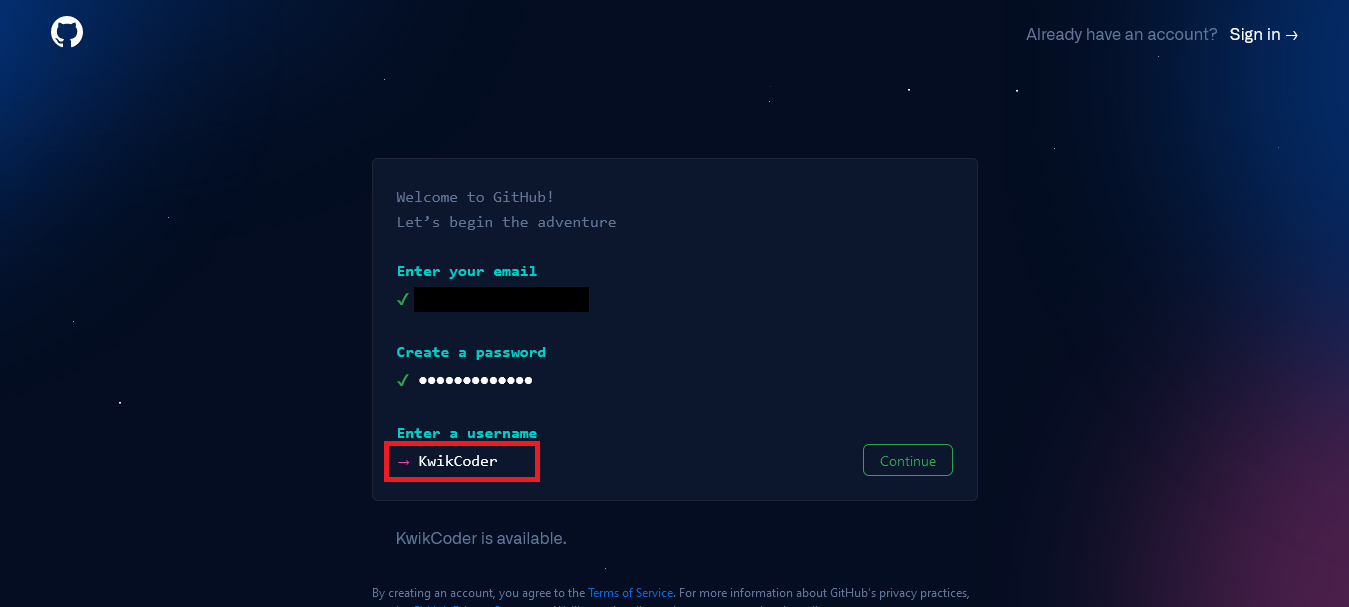 Already have an account? Sign in →
Welcome to GitHub!
Let’s begin the adventure
Enter your email
✓
Create a password
✓ •••••••••••••
Enter a username
→ KwikCoder
Continue
KwikCoder is available.
By creating an account, you agree to the Terms of Service. For more information about GitHub's privacy practices,